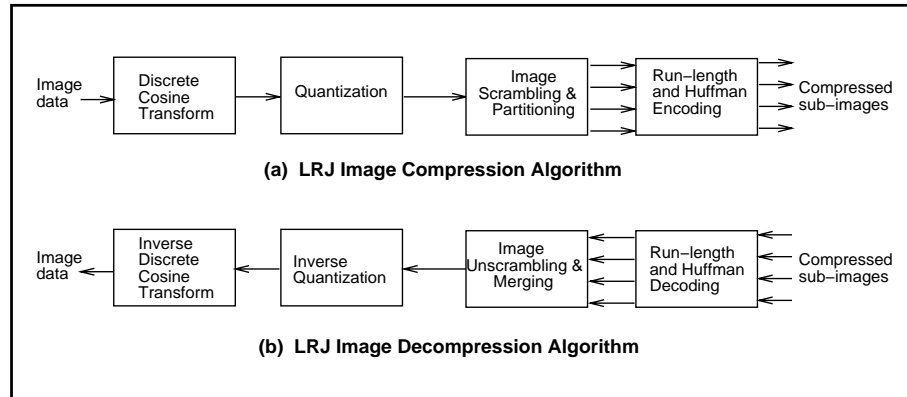 Image
data
Discrete
Cosine
Transform
Quantization
Image
Scrambling &
Partitioning
Run−length
and Huffman
Encoding
Compressed
sub−images
(a) LRJ Image Compression Algorithm
Image
data
Inverse
Discrete
Cosine
Transform
Inverse
Quantization
Image
Unscrambling &
Merging
Run−length
and Huffman
Decoding
Compressed
sub−images
(b) LRJ Image Decompression Algorithm